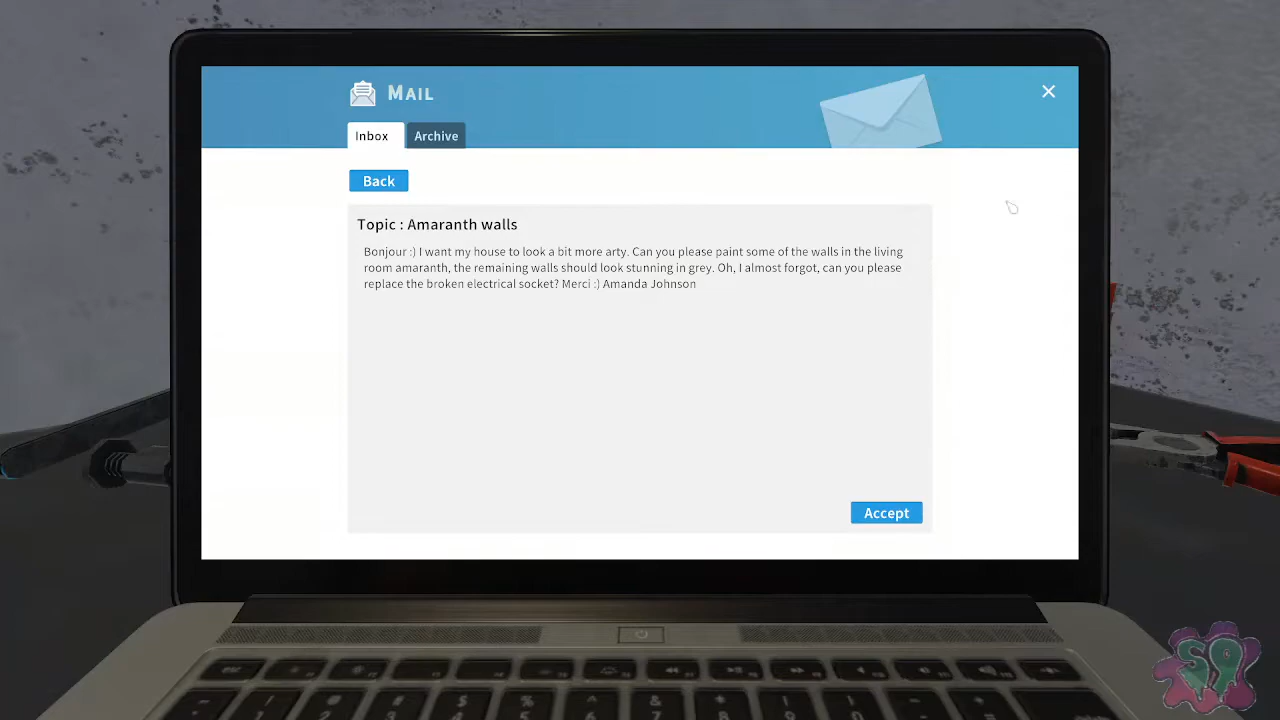 MAIL
Inbox
Archive
Back
Topic : Amaranth walls
Bonjour :) I want my house to look a bit more arty. Can you please paint some of the walls in the living
room amaranth, the remaining walls should look stunning in grey. Oh, I almost forgot, can you please
replace the broken electrical socket? Merci :) Amanda Johnson
Accept